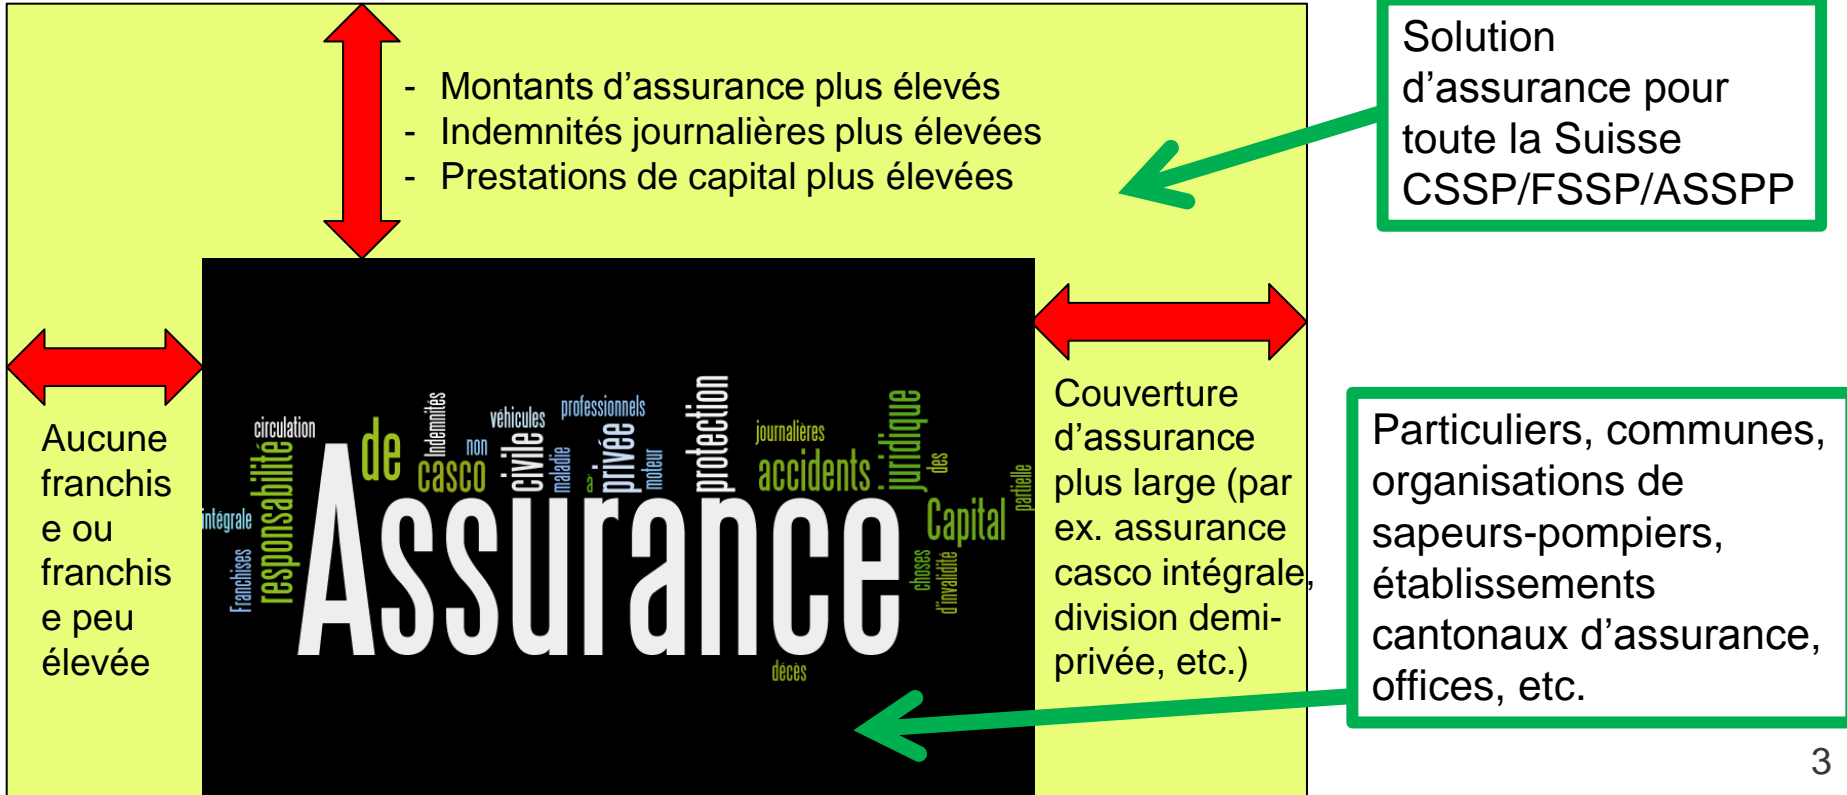 - Montants d’assurance plus élevés
- Indemnités journalières plus élevées
- Prestations de capital plus élevées
Solution
d’assurance pour
toute la Suisse
CSSP/FSSP/ASSPP
Aucune
franchis
e ou
franchis
e peu
élevée
circulation
responsabilité
intégrale
Franchises
de
Indemnités
casco
non
véhicules
civile
professionnels
maladie
privée
moteur
protection
journalières
accidents
juridique
des
partielle
Capital
choses
d'invalidité
Assurance
décès
Couverture
d’assurance
plus large (par
ex. assurance
casco intégrale,
division demi-
privée, etc.)
Particuliers, communes,
organisations de
sapeurs-pompiers,
établissements
cantonaux d’assurance,
offices, etc.
3